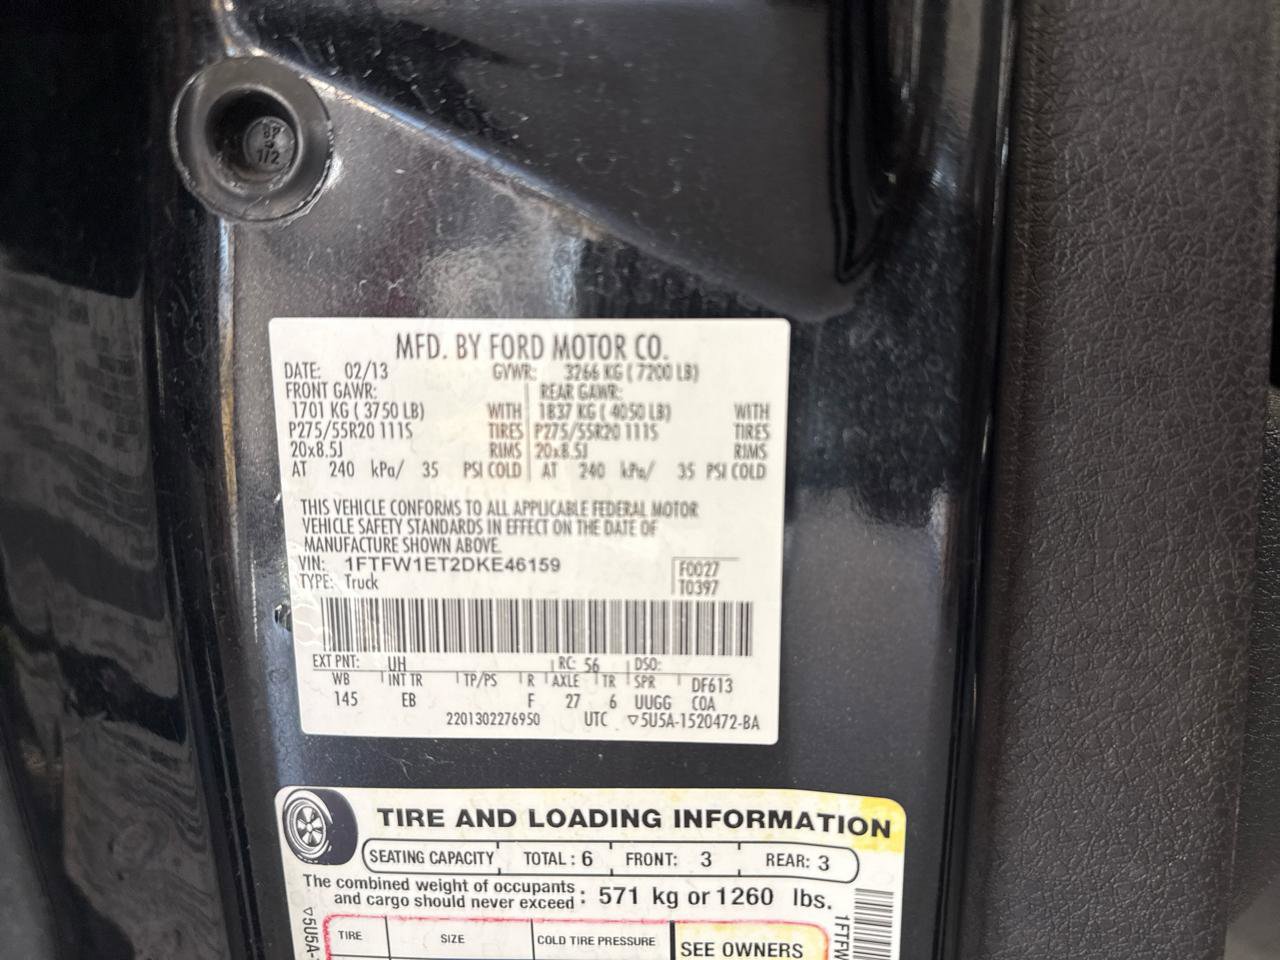 MFD. BY FORD MOTOR CO.
DATE: 02/13 GVWR: 3266 KG ( 7200 LB)
FRONT GAWR: REAR GAWR:
1701 KG ( 3750 LB) WITH 1837 KG ( 4050 LB) WITH
P275/55R20 111S TIRES P275/55R20 111S TIRES
20x8.5J RIMS 20x8.5J RIMS
AT 240 kPa/ 35 PSI COLD AT 240 kPa/ 35 PSI COLD
THIS VEHICLE CONFORMS TO ALL APPLICABLE FEDERAL MOTOR
VEHICLE SAFETY STANDARDS IN EFFECT ON THE DATE OF
MANUFACTURE SHOWN ABOVE.
VIN: 1FTFW1ET2DKE46159 F0027
TYPE: Truck T0397
EXT PNT: UH RC: 56 DSO:
WB INT TR TP/PS R AXLE TR SPR DF613
145 EB F 27 6 UUGG COA
2201302276950 UTC ▽5U5A-1520472-BA
TIRE AND LOADING INFORMATION
SEATING CAPACITY TOTAL : 6 FRONT: 3 REAR: 3
The combined weight of occupants
and cargo should never exceed : 571 kg or 1260 lbs.
TIRE SIZE COLD TIRE PRESSURE SEE OWNERS
▽5U5A-
1FTFW